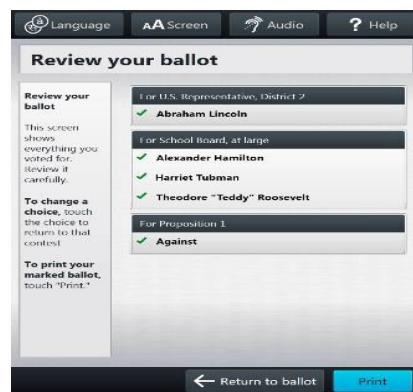 Language
AA Screen
Audio
? Help
Review your ballot
Review your
ballot
This screen
shows
everything you
voted for.
Review it
carefully.
To change a
choice, touch
the choice to
return to that
contest
To print your
marked ballot,
touch "Print."
For U.S. Representative, District 2
Abraham Lincoln
For School Board, at large
Alexander Hamilton
Harriet Tubman
Theodore "Teddy" Roosevelt
For Proposition 1
Against
Return to ballot
Print